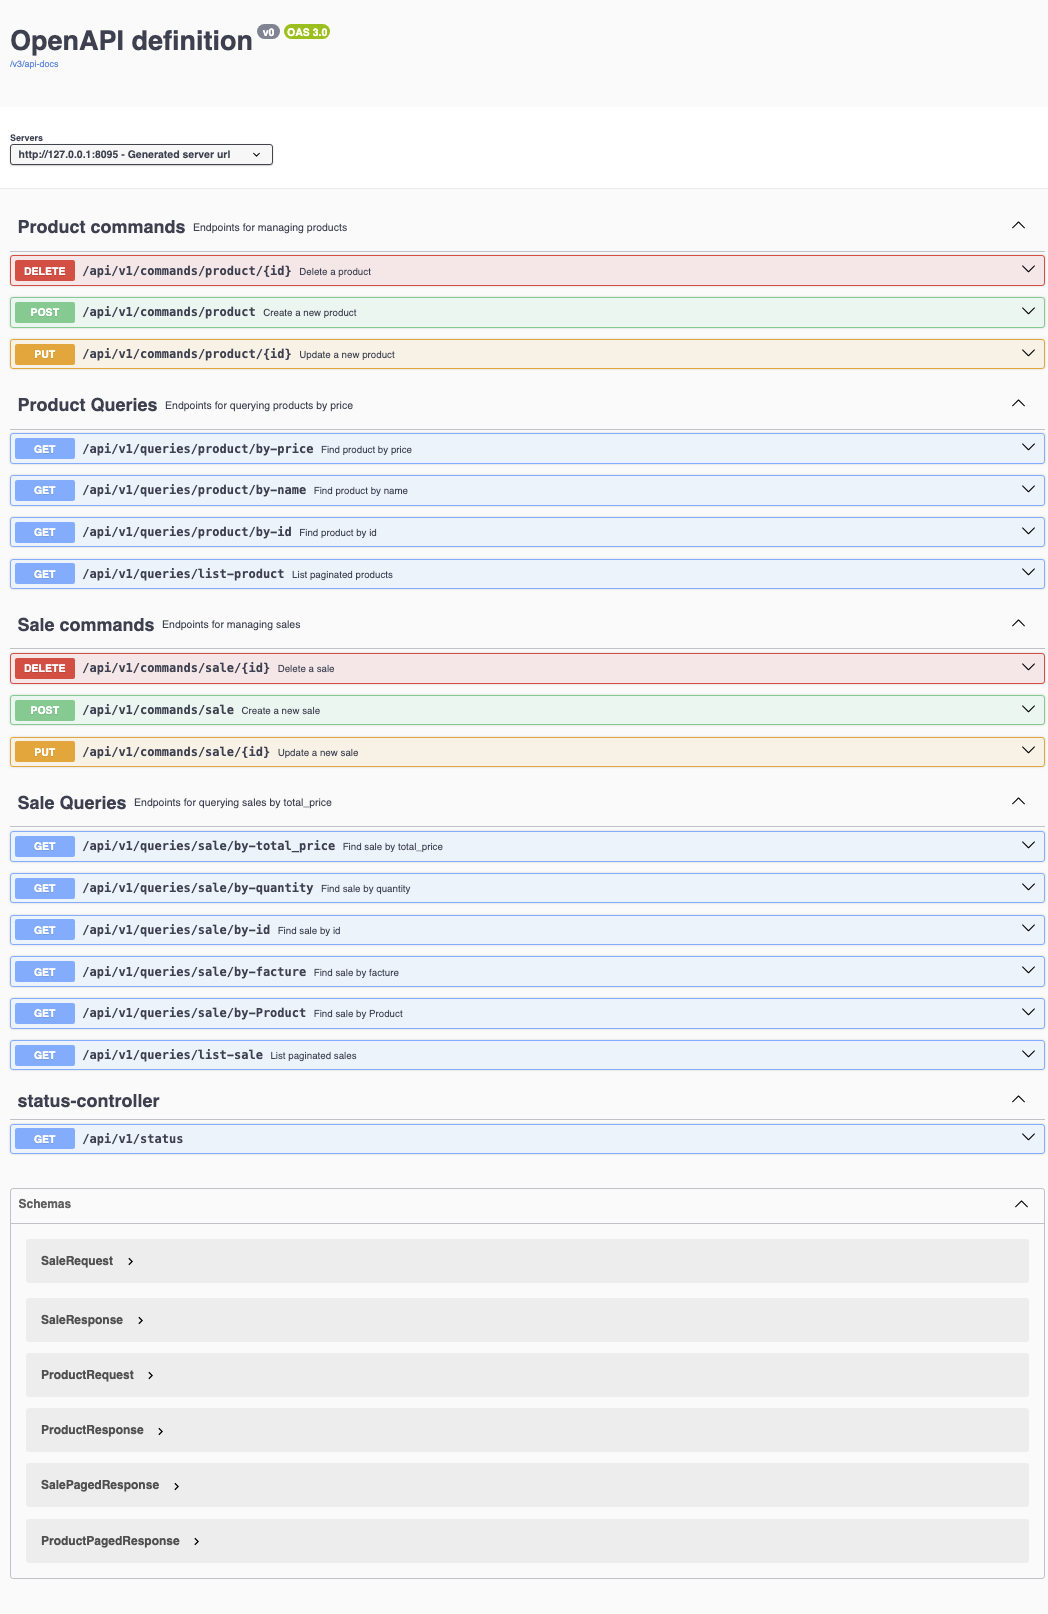 OpenAPI definition v0 OAS 3.0
/v3/api-docs
Servers
http://127.0.0.1:8095 - Generated server url
Product commands Endpoints for managing products
DELETE /api/v1/commands/product/{id} Delete a product
POST /api/v1/commands/product Create a new product
PUT /api/v1/commands/product/{id} Update a new product
Product Queries Endpoints for querying products by price
GET /api/v1/queries/product/by-price Find product by price
GET /api/v1/queries/product/by-name Find product by name
GET /api/v1/queries/product/by-id Find product by id
GET /api/v1/queries/list-product List paginated products
Sale commands Endpoints for managing sales
DELETE /api/v1/commands/sale/{id} Delete a sale
POST /api/v1/commands/sale Create a new sale
PUT /api/v1/commands/sale/{id} Update a new sale
Sale Queries Endpoints for querying sales by total_price
GET /api/v1/queries/sale/by-total_price Find sale by total_price
GET /api/v1/queries/sale/by-quantity Find sale by quantity
GET /api/v1/queries/sale/by-id Find sale by id
GET /api/v1/queries/sale/by-facture Find sale by facture
GET /api/v1/queries/sale/by-Product Find sale by Product
GET /api/v1/queries/list-sale List paginated sales
status-controller
GET /api/v1/status
Schemas
SaleRequest
SaleResponse
ProductRequest
ProductResponse
SalePagedResponse
ProductPagedResponse